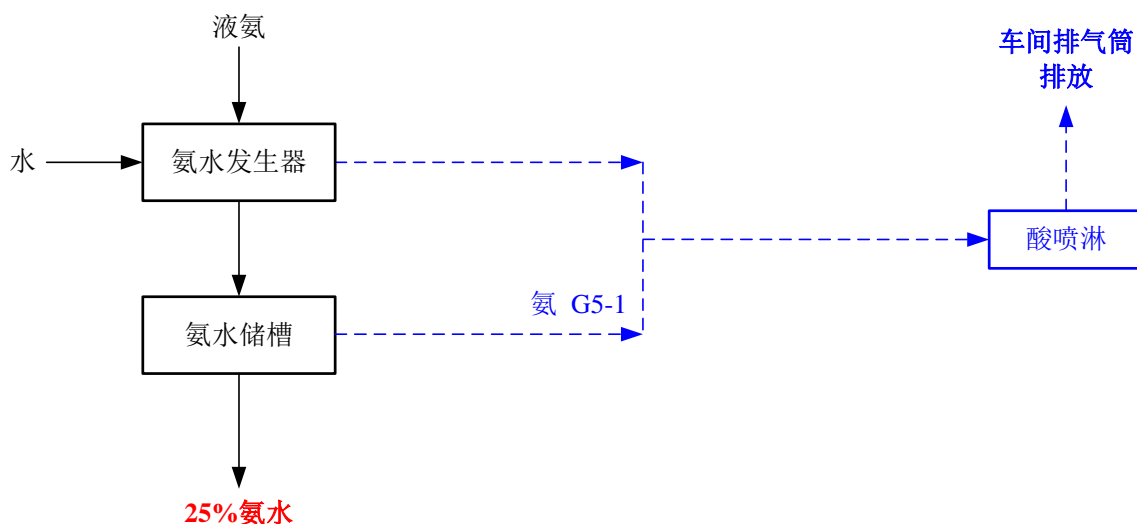 液氨
车间排气筒
排放
水
氨水发生器
酸喷淋
氨 G5-1
氨水储槽
25%氨水